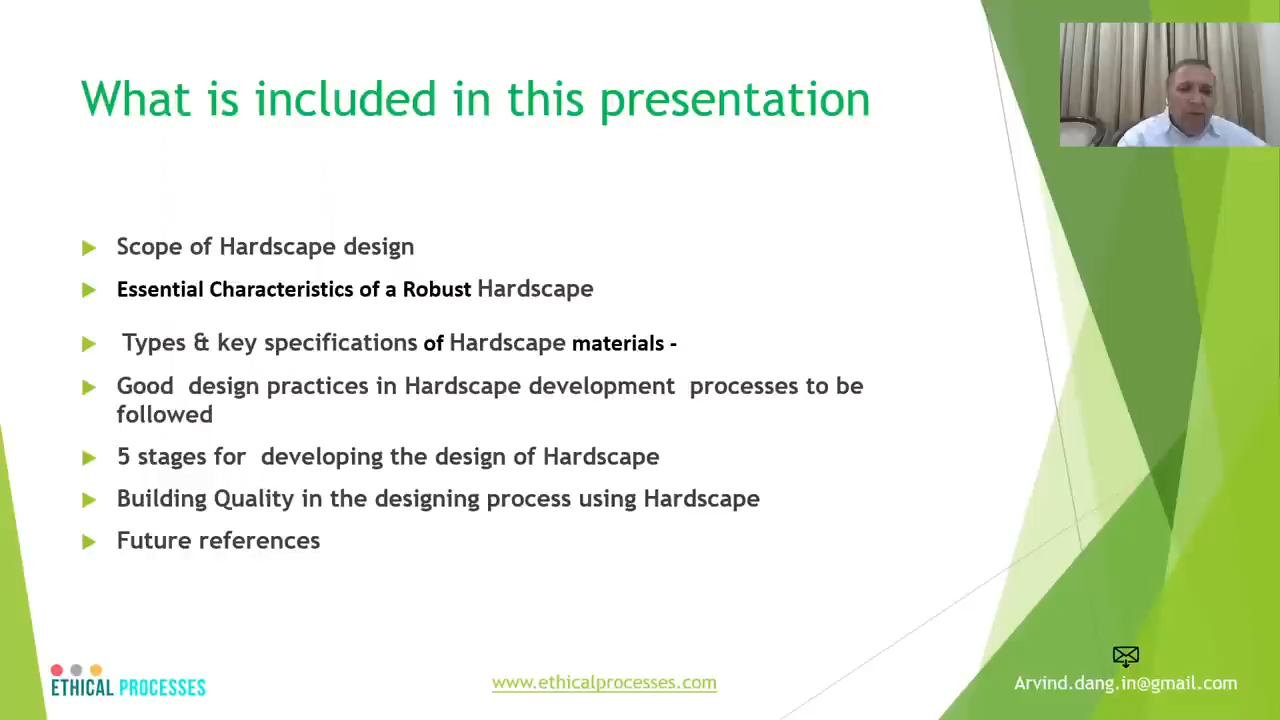 What is included in this presentation
Scope of Hardscape design
Essential Characteristics of a Robust Hardscape
Types & key specifications of Hardscape materials -
Good design practices in Hardscape development processes to be
followed
5 stages for developing the design of Hardscape
Building Quality in the designing process using Hardscape
Future references
ETHICAL PROCESSES
www.ethicalprocesses.com
Arvind.dang.in@gmail.com